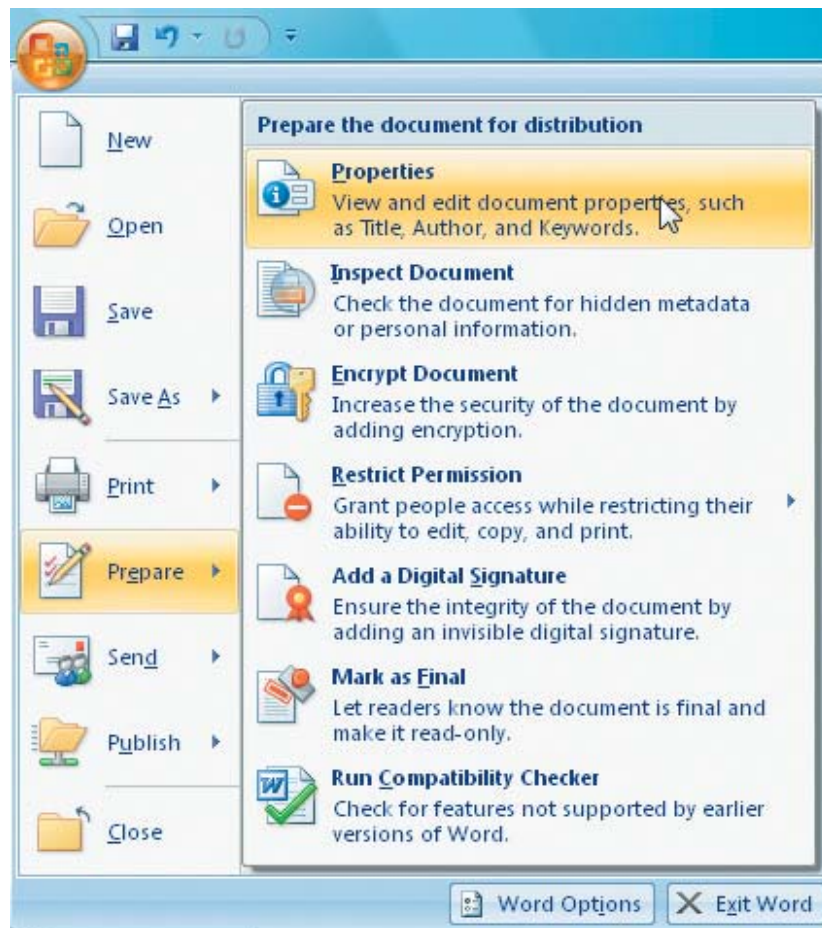 New
Open
Save
Save As
Print
Prepare
Send
Publish
Close
Prepare the document for distribution
Properties
View and edit document properties, such
as Title, Author, and Keywords.
Inspect Document
Check the document for hidden metadata
or personal information.
Encrypt Document
Increase the security of the document by
adding encryption.
Restrict Permission
Grant people access while restricting their
ability to edit, copy, and print.
Add a Digital Signature
Ensure the integrity of the document by
adding an invisible digital signature.
Mark as Final
Let readers know the document is final and
make it read-only.
Run Compatibility Checker
Check for features not supported by earlier
versions of Word.
Word Options
Exit Word